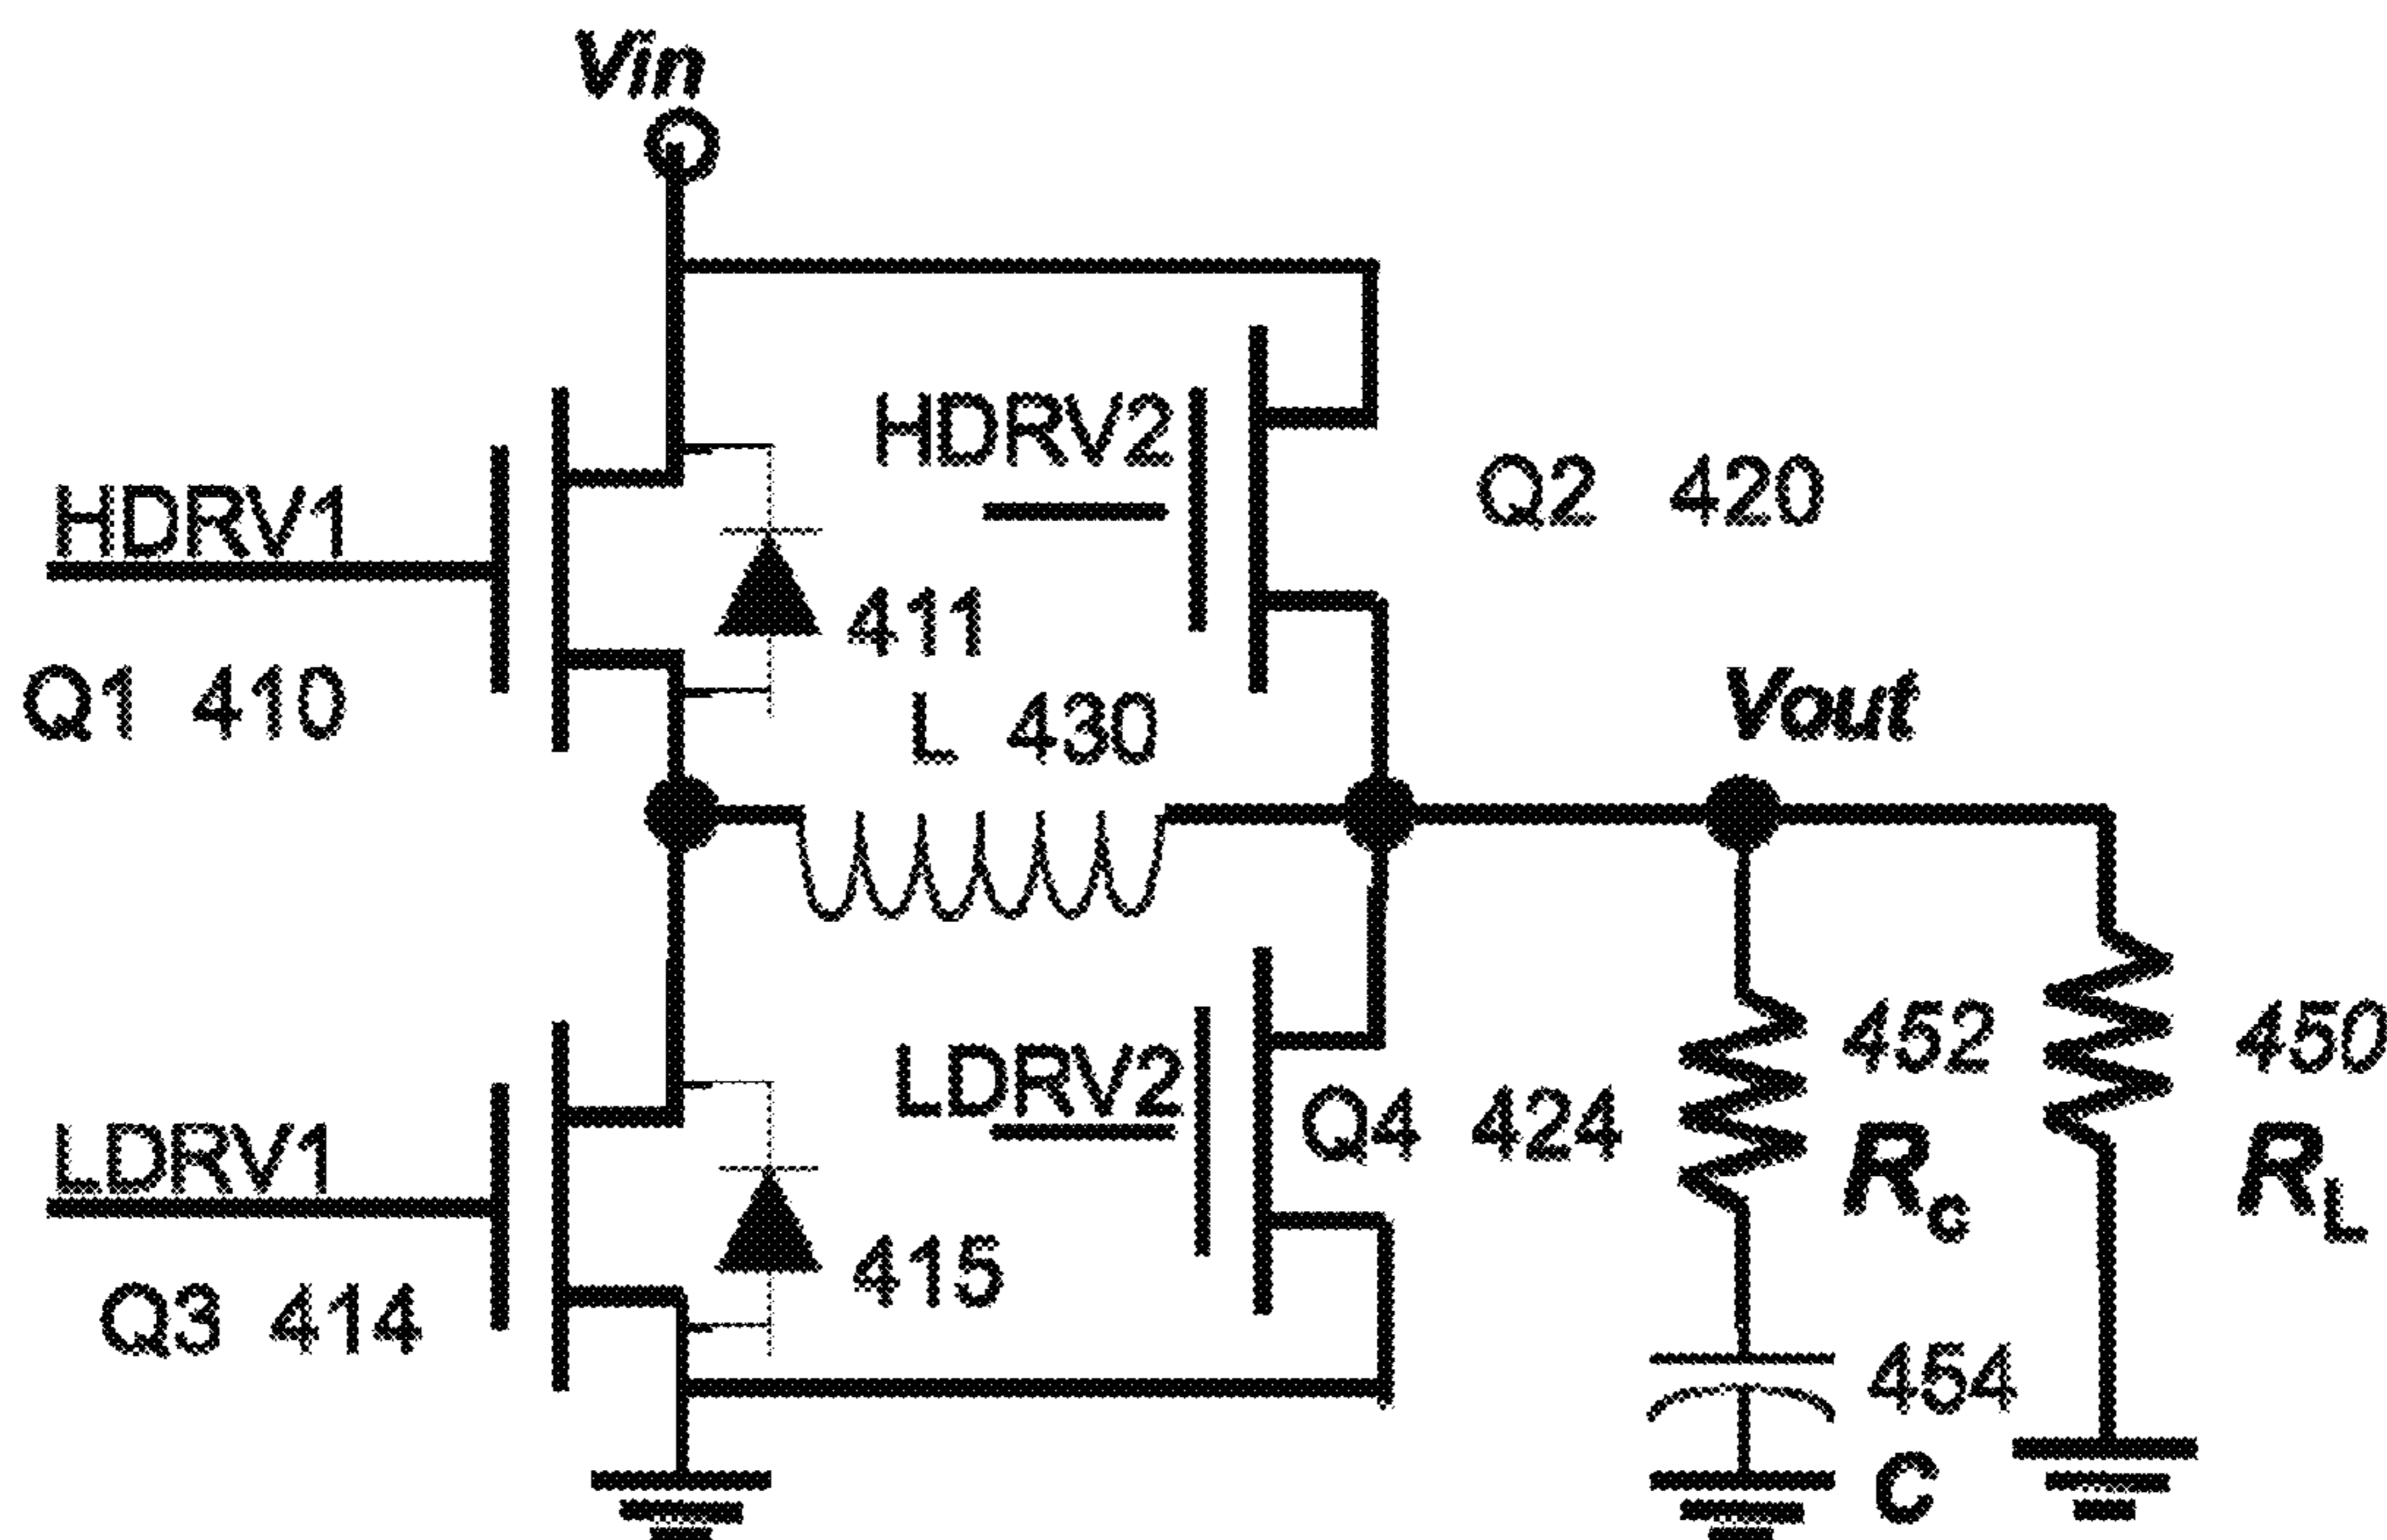 Vin
HDRV1
Q1 410
411
HDRV2
Q2 420
L 430
Vout
LDRV1
Q3 414
415
LDRV2
Q4 424
452
Rc
450
RL
454
C